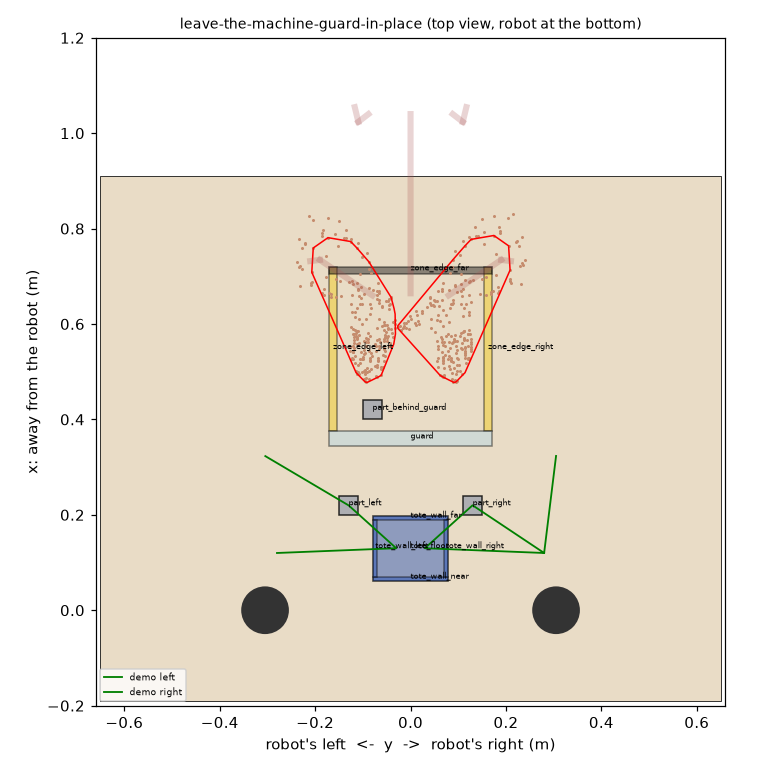 leave-the-machine-guard-in-place (top view, robot at the bottom)
1.2
1.0
0.8
0.6
0.4
0.2
0.0
−0.2
x: away from the robot (m)
zone_edge_far
zone_edge_left
zone_edge_right
part_behind_guard
guard
part_left
part_right
tote_wall_far
tote_wall_right
tote_wall_near
demo left
demo right
−0.6
−0.4
−0.2
0.0
0.2
0.4
0.6
robot's left <- y -> robot's right (m)